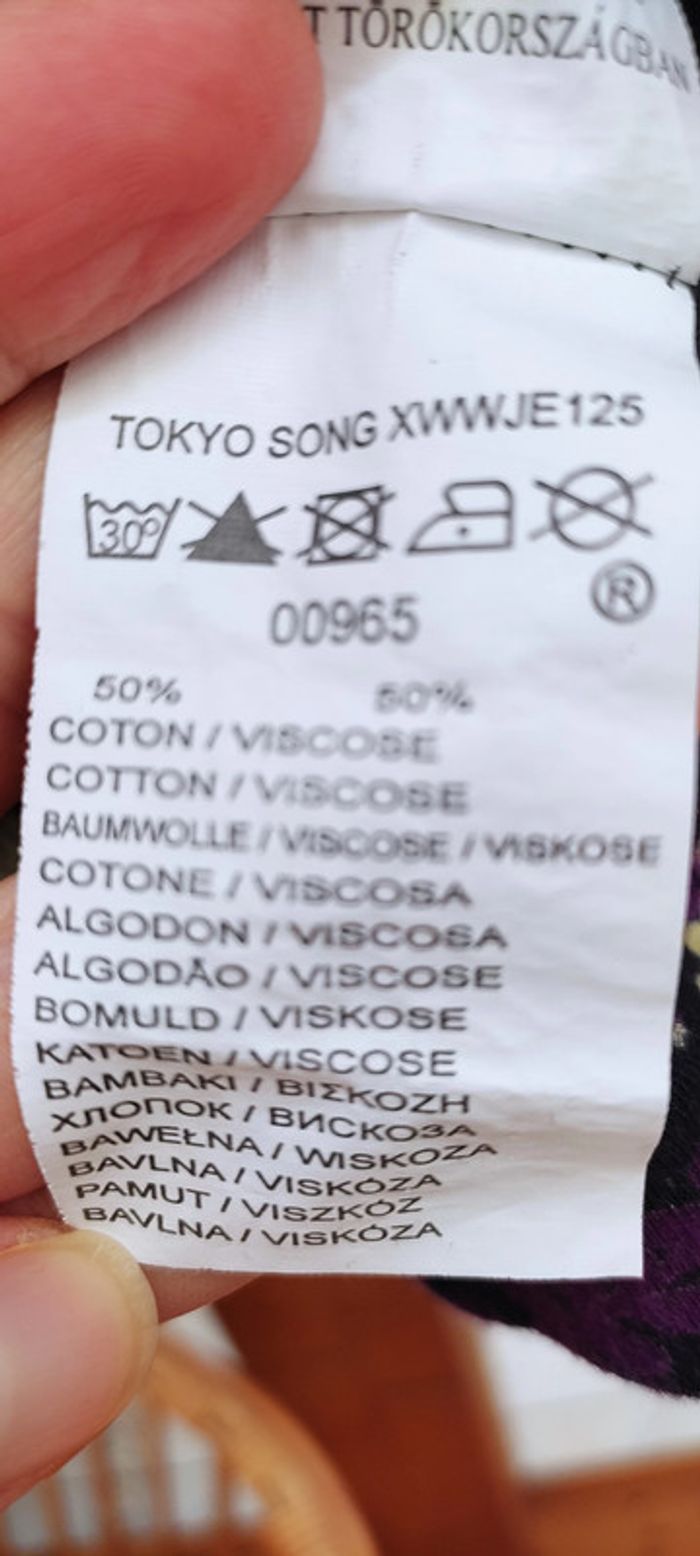 T TÖRÖKORSZÁGBAN
TOKYO SONG XWWJE125
30°
00965
®
50% 50%
COTON / VISCOSE
COTTON / VISCOSE
BAUMWOLLE / VISCOSE / VISKOSE
COTONE / VISCOSA
ALGODON / VISCOSA
ALGODÃO / VISCOSE
BOMULD / VISKOSE
KATOEN / VISCOSE
BAMBAKI / ΒΙΣΚΟΖΗ
ХЛОПОК / ВИСКОЗА
BAWEŁNA / WISKOZA
BAVLNA / VISKÓZA
PAMUT / VISZKÓZ
BAVLNA / VISKÓZA